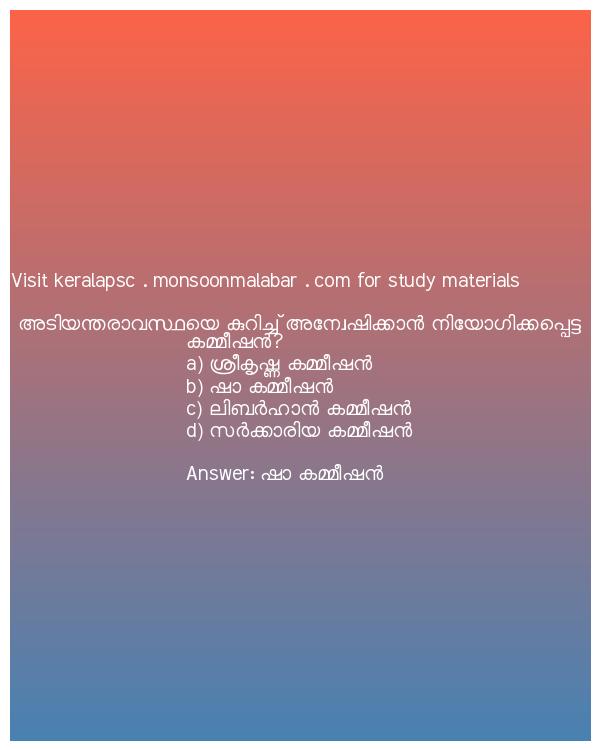 Visit keralapsc . monsoonmalabar . com for study materials
അടിയന്തരാവസ്ഥയെ കുറിച്ച് അന്വേഷിക്കാൻ നിയോഗിക്കപ്പെട്ട
കമ്മീഷൻ?
a) ശ്രീകൃഷ്ണ കമ്മീഷൻ
b) ഷാ കമ്മീഷൻ
c) ലിബർഹാൻ കമ്മീഷൻ
d) സർക്കാരിയ കമ്മീഷൻ
Answer: ഷാ കമ്മീഷൻ